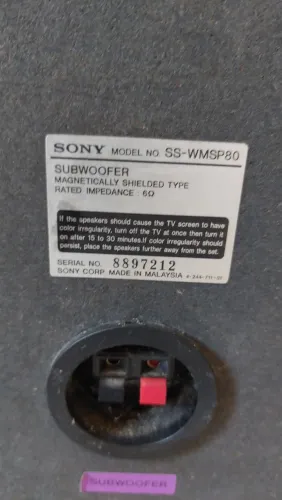 SONY MODEL NO. SS-WMSP80
SUBWOOFER
MAGNETICALLY SHIELDED TYPE
RATED IMPEDANCE : 6Ω
If the speakers should cause the TV screen to have
color irregularity, turn off the TV at once then turn it
on after 15 to 30 minutes.If color irregularity should
persist, place the speakers further away from the set.
SERIAL NO. 8897212
SONY CORP. MADE IN MALAYSIA
SUBWOOFER